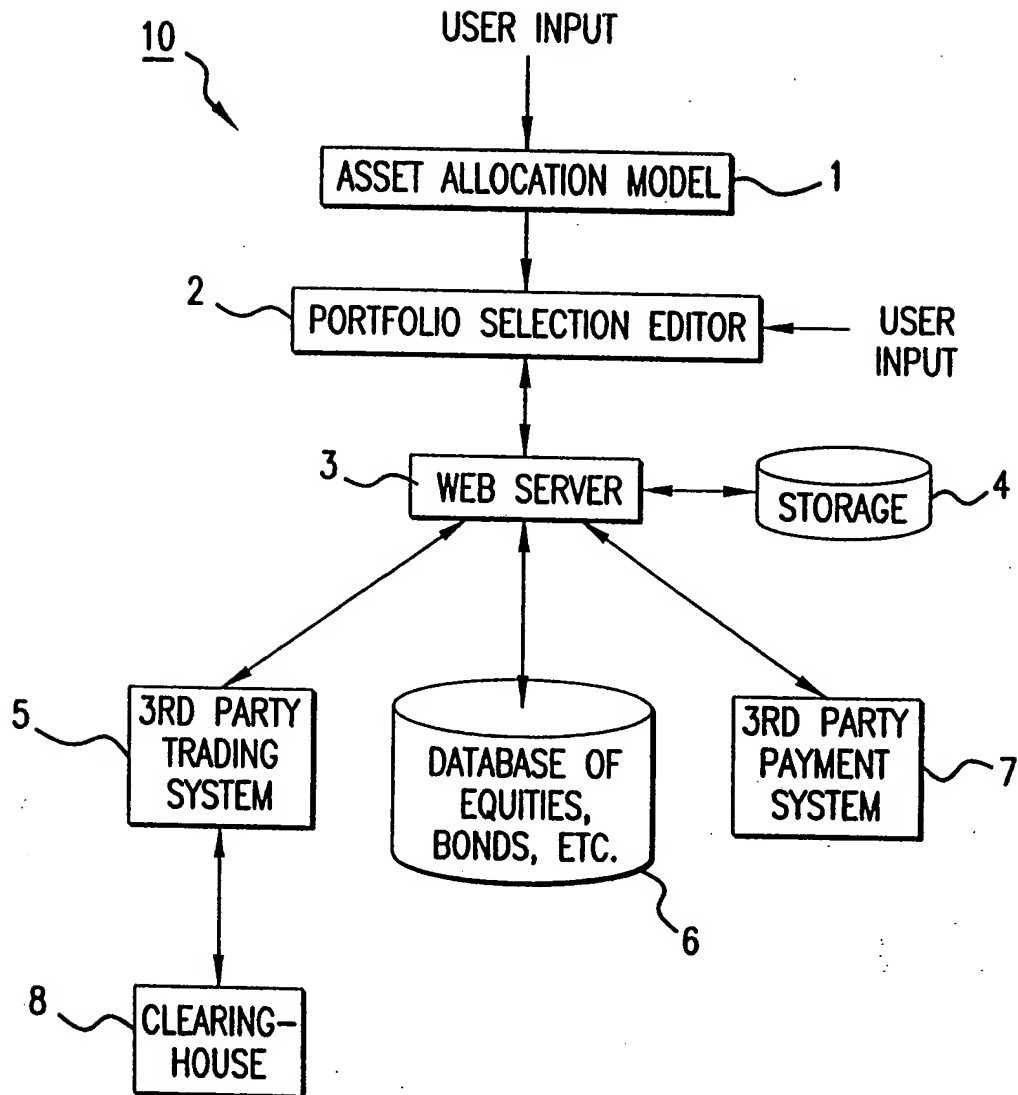 10
USER INPUT
ASSET ALLOCATION MODEL
1
2
PORTFOLIO SELECTION EDITOR
USER
INPUT
3
WEB SERVER
STORAGE
4
5
3RD PARTY
TRADING
SYSTEM
DATABASE OF
EQUITIES,
BONDS, ETC.
6
3RD PARTY
PAYMENT
SYSTEM
7
8
CLEARING-
HOUSE